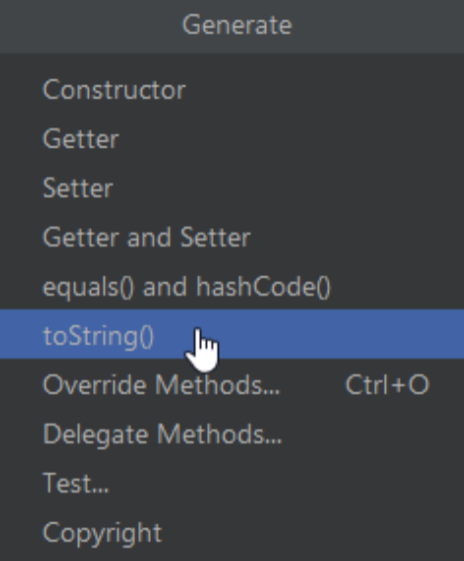 Generate
Constructor
Getter
Setter
Getter and Setter
equals() and hashCode()
toString()
Override Methods... Ctrl+O
Delegate Methods...
Test...
Copyright